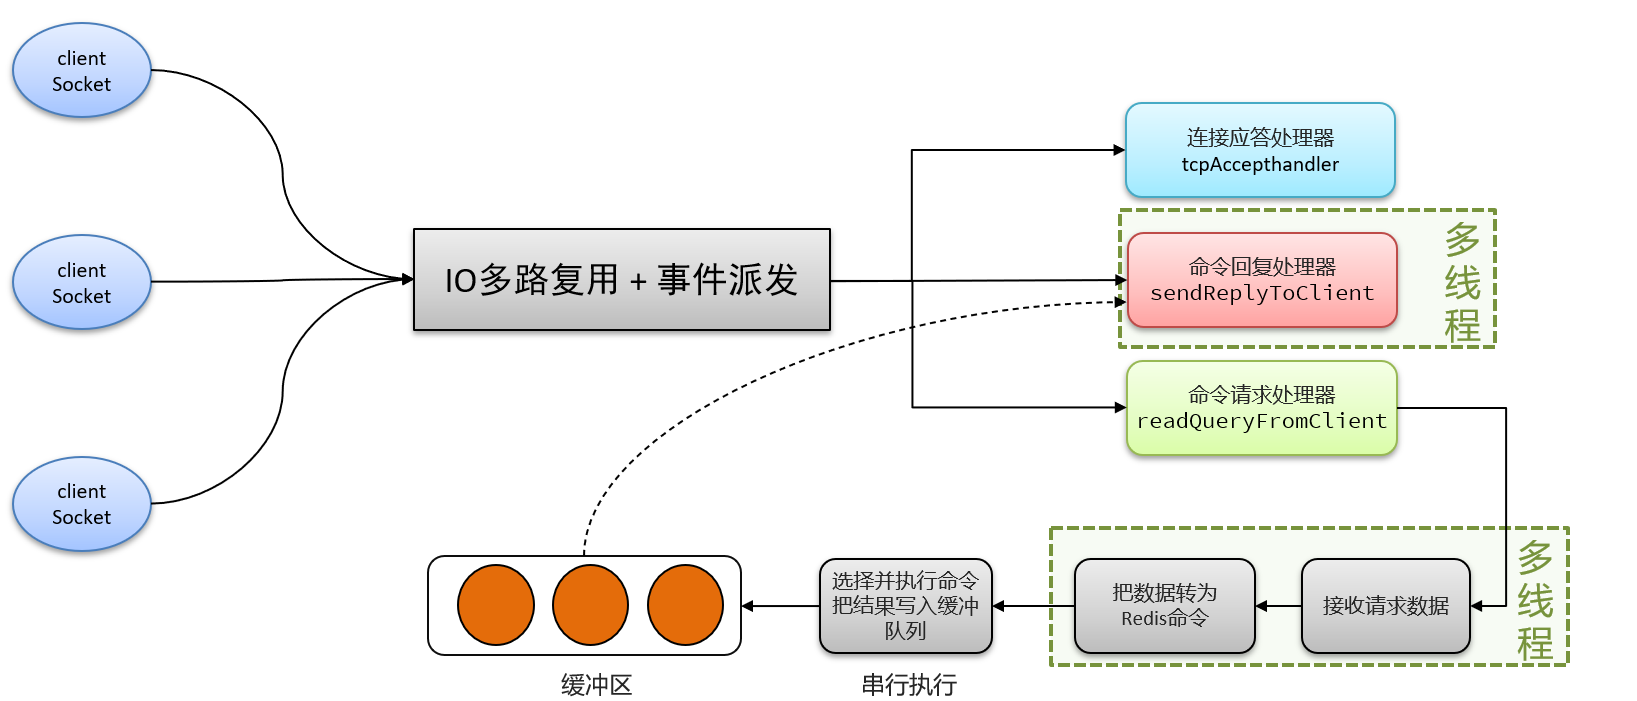 client
Socket
client
Socket
client
Socket
IO多路复用 + 事件派发
连接应答处理器
tcpAccepthandler
命令回复处理器
sendReplyToClient
多
线
程
命令请求处理器
readQueryFromClient
接收请求数据
把数据转为
Redis命令
多
线
程
选择并执行命令
把结果写入缓冲
队列
串行执行
缓冲区